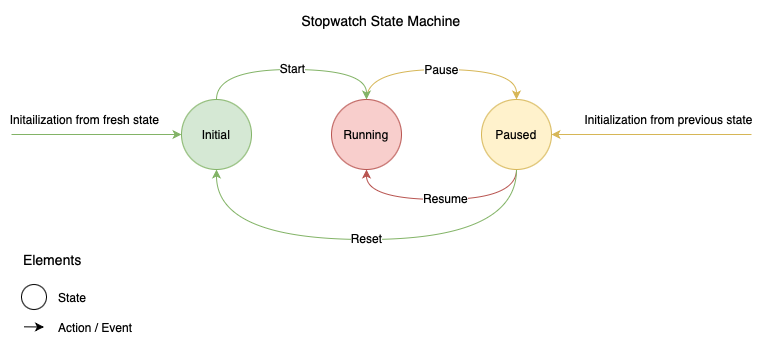 Stopwatch State Machine
Start
Pause
Initailization from fresh state
Initialization from previous state
Initial
Running
Paused
Resume
Reset
Elements
State
Action / Event